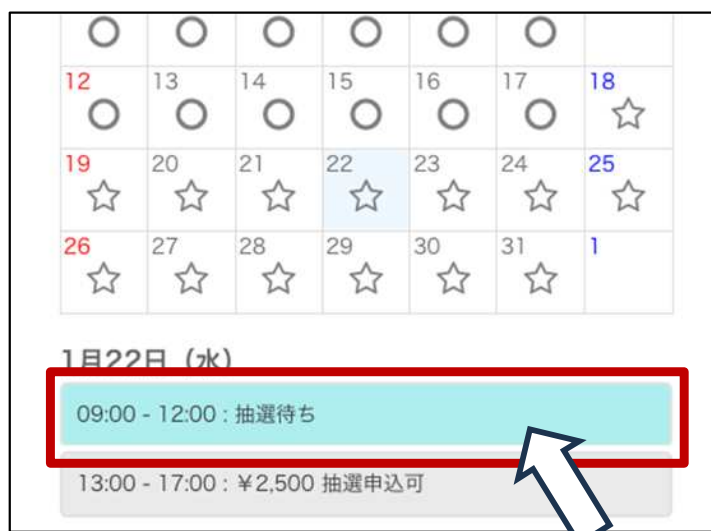 12 13 14 15 16 17 18
19 20 21 22 23 24 25
26 27 28 29 30 31 1
1月22日（水）
09:00 - 12:00 : 抽選待ち
13:00 - 17:00 : ¥2,500 抽選申込可